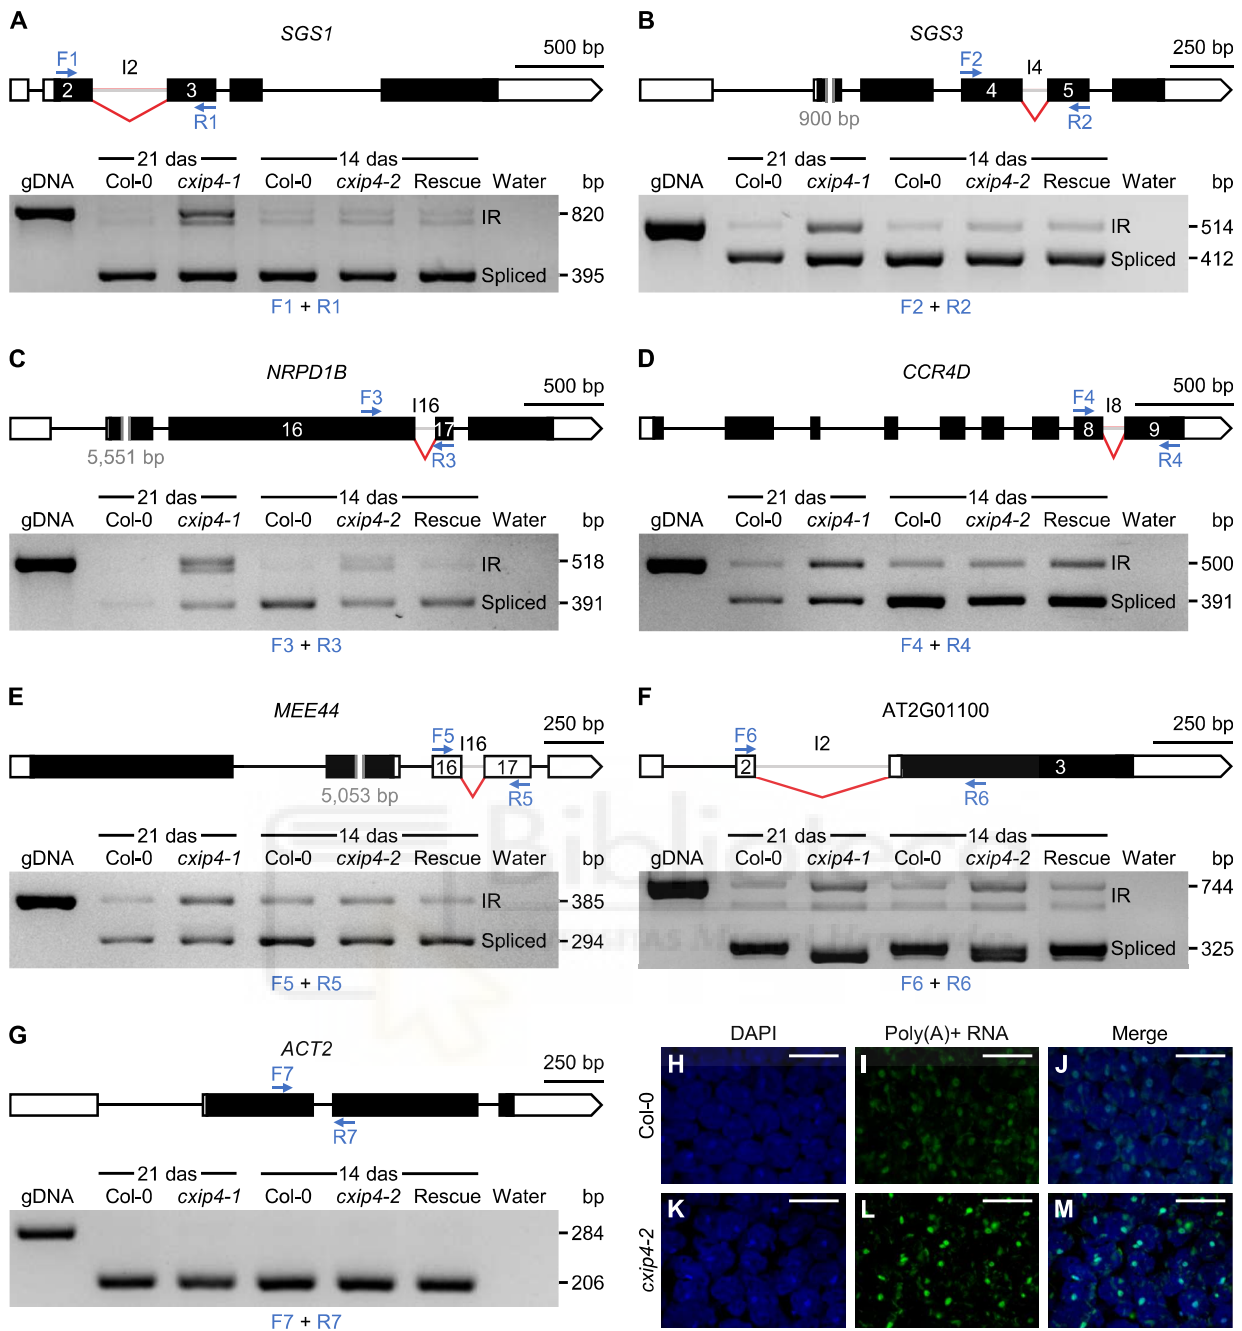 A
SGS1
500 bp
F1
I2
2
3
R1
21 das
14 das
gDNA Col-0 cxip4-1 Col-0 cxip4-2 Rescue Water bp
IR
820
Spliced
395
F1 + R1
B
SGS3
250 bp
F2
I4
4
5
900 bp
R2
21 das
14 das
gDNA Col-0 cxip4-1 Col-0 cxip4-2 Rescue Water bp
IR
514
Spliced
412
F2 + R2
C
NRPD1B
500 bp
F3
I16
16
17
5,551 bp
R3
21 das
14 das
gDNA Col-0 cxip4-1 Col-0 cxip4-2 Rescue Water bp
IR
518
Spliced
391
F3 + R3
D
CCR4D
500 bp
F4
I8
8
9
R4
21 das
14 das
gDNA Col-0 cxip4-1 Col-0 cxip4-2 Rescue Water bp
IR
500
Spliced
391
F4 + R4
E
MEE44
250 bp
F5
I16
16
17
5,053 bp
R5
21 das
14 das
gDNA Col-0 cxip4-1 Col-0 cxip4-2 Rescue Water bp
IR
385
Spliced
294
F5 + R5
F
AT2G01100
250 bp
F6
I2
2
3
R6
21 das
14 das
gDNA Col-0 cxip4-1 Col-0 cxip4-2 Rescue Water bp
IR
744
Spliced
325
F6 + R6
G
ACT2
250 bp
F7
R7
21 das
14 das
gDNA Col-0 cxip4-1 Col-0 cxip4-2 Rescue Water bp
284
206
F7 + R7
DAPI Poly(A)+ RNA Merge
Col-0
H I J
cxip4-2
K L M
Biblioteca
Miguel Hernández